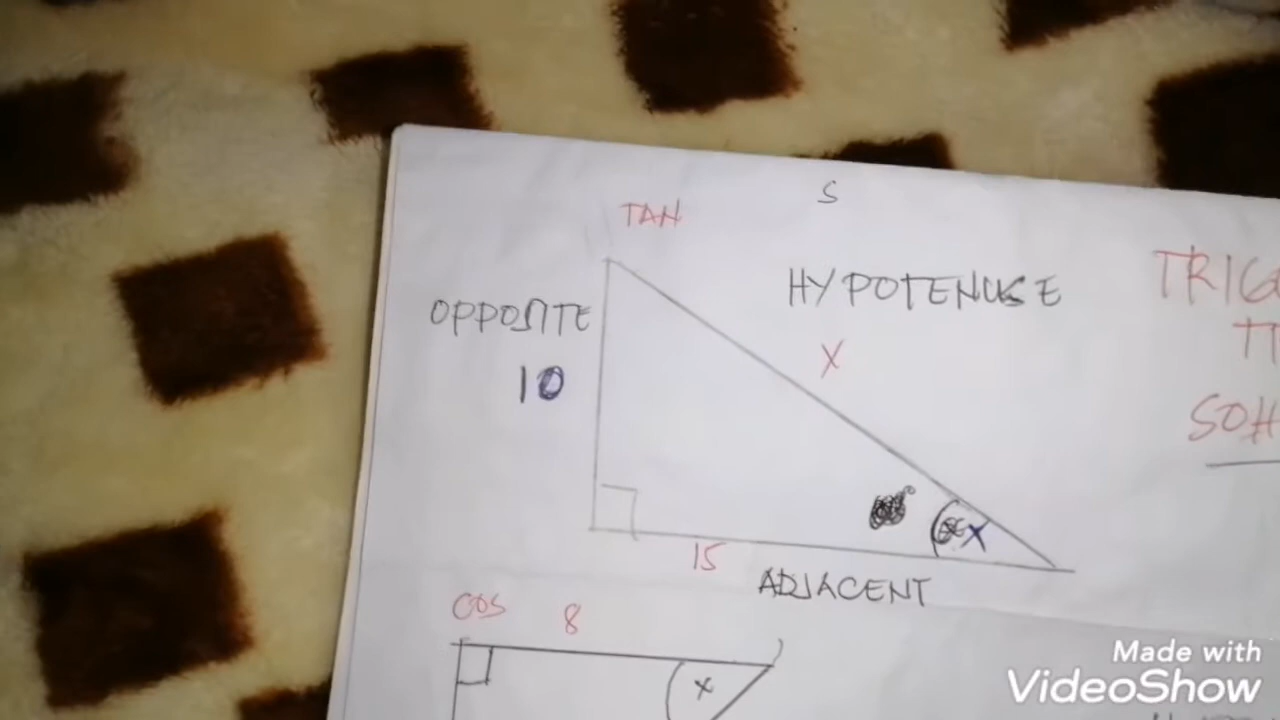 S
TAN
HYPOTENUSE
OPPOSITE
X
10
X
15
ADJACENT
TRIG
SOH
COS 8
x
Made with
VideoShow